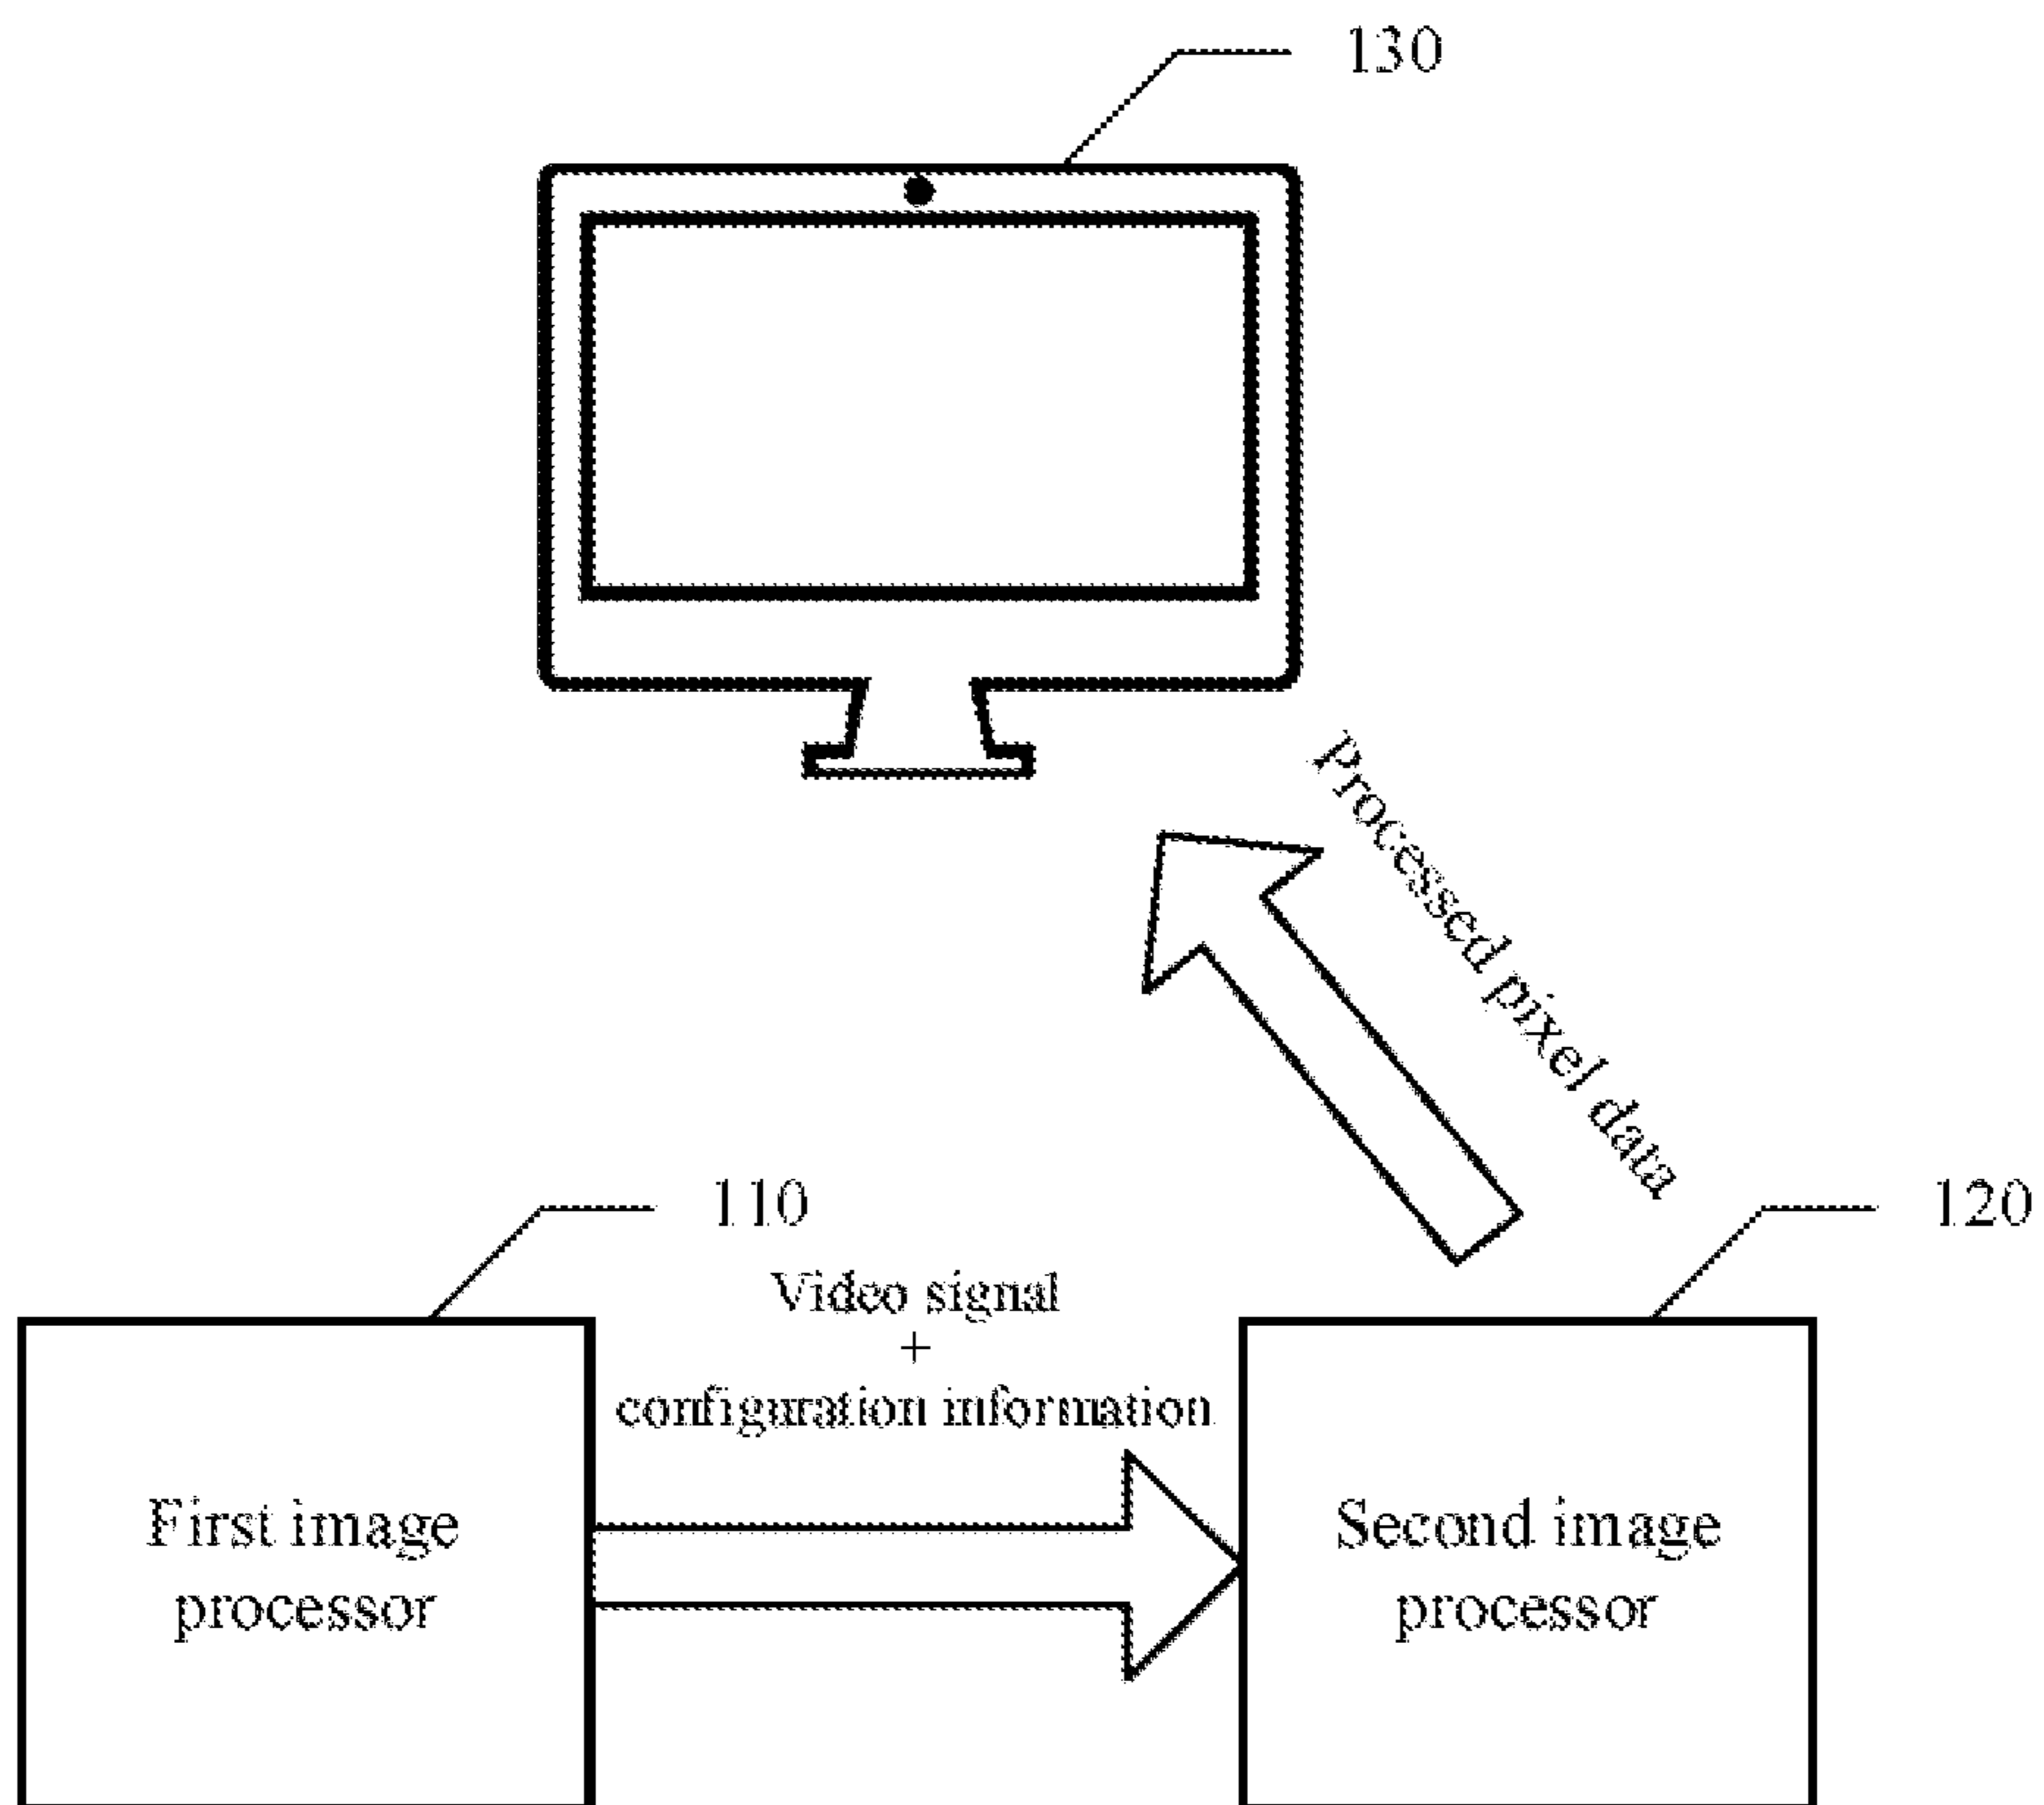 130
Processed pixel data
110
120
Video signal
+
configuration information
First image
processor
Second image
processor